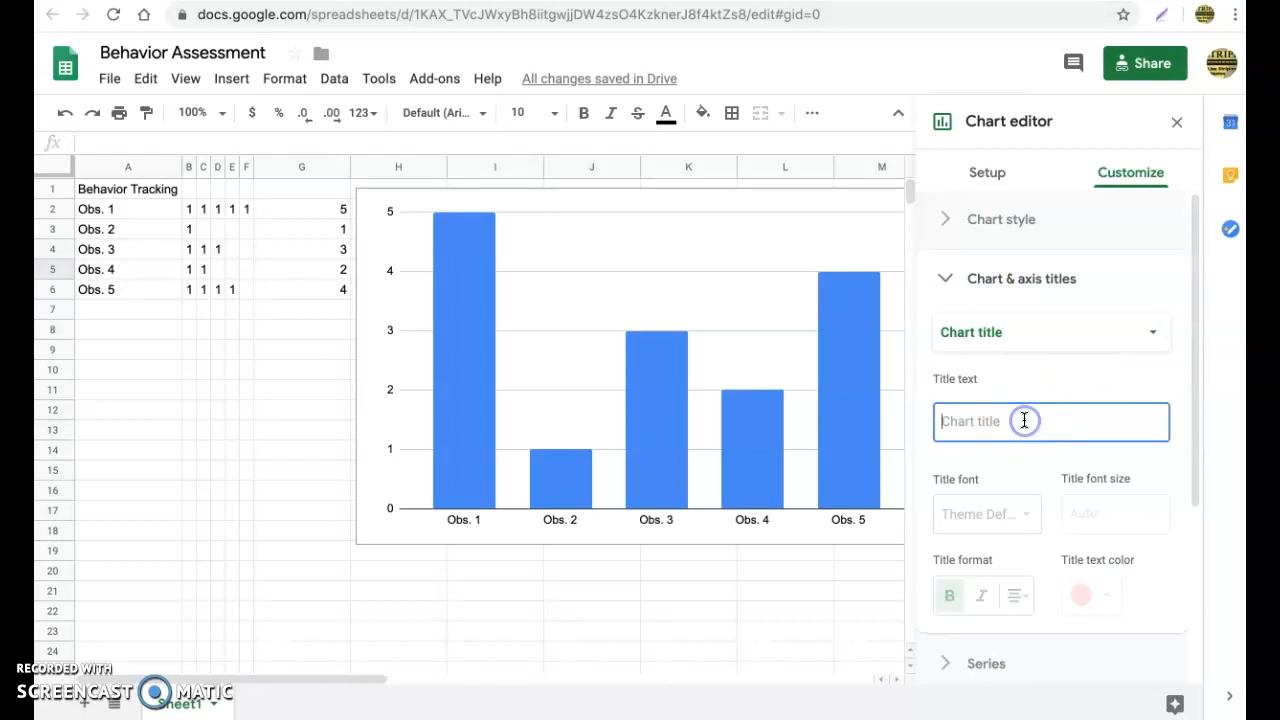 docs.google.com/spreadsheets/d/1KAX_TVcJWxyBh8iitgwjjDW4zsO4KzknerJ8f4ktZs8/edit#gid=0
Behavior Assessment
File Edit View Insert Format Data Tools Add-ons Help All changes saved in Drive
Share
100% $ % .0 .00 123 Default (Ari... 10 B I S A
fx
Chart editor
Setup Customize
A B C D E F G H I J K L M
1 Behavior Tracking
2 Obs. 1 1 1 1 1 1 5
3 Obs. 2 1 1
4 Obs. 3 1 1 1 3
5 Obs. 4 1 1 2
6 Obs. 5 1 1 1 1 4
7
8
9
10
11
12
13
14
15
16
17
18
19
20
21
22
23
24
5
4
3
2
1
0
Obs. 1 Obs. 2 Obs. 3 Obs. 4 Obs. 5
Chart style
Chart & axis titles
Chart title
Title text
Chart title
Title font Title font size
Theme Def... Auto
Title format Title text color
B I
Series
31
RECORDED WITH
SCREENCAST MATIC
Sheet1